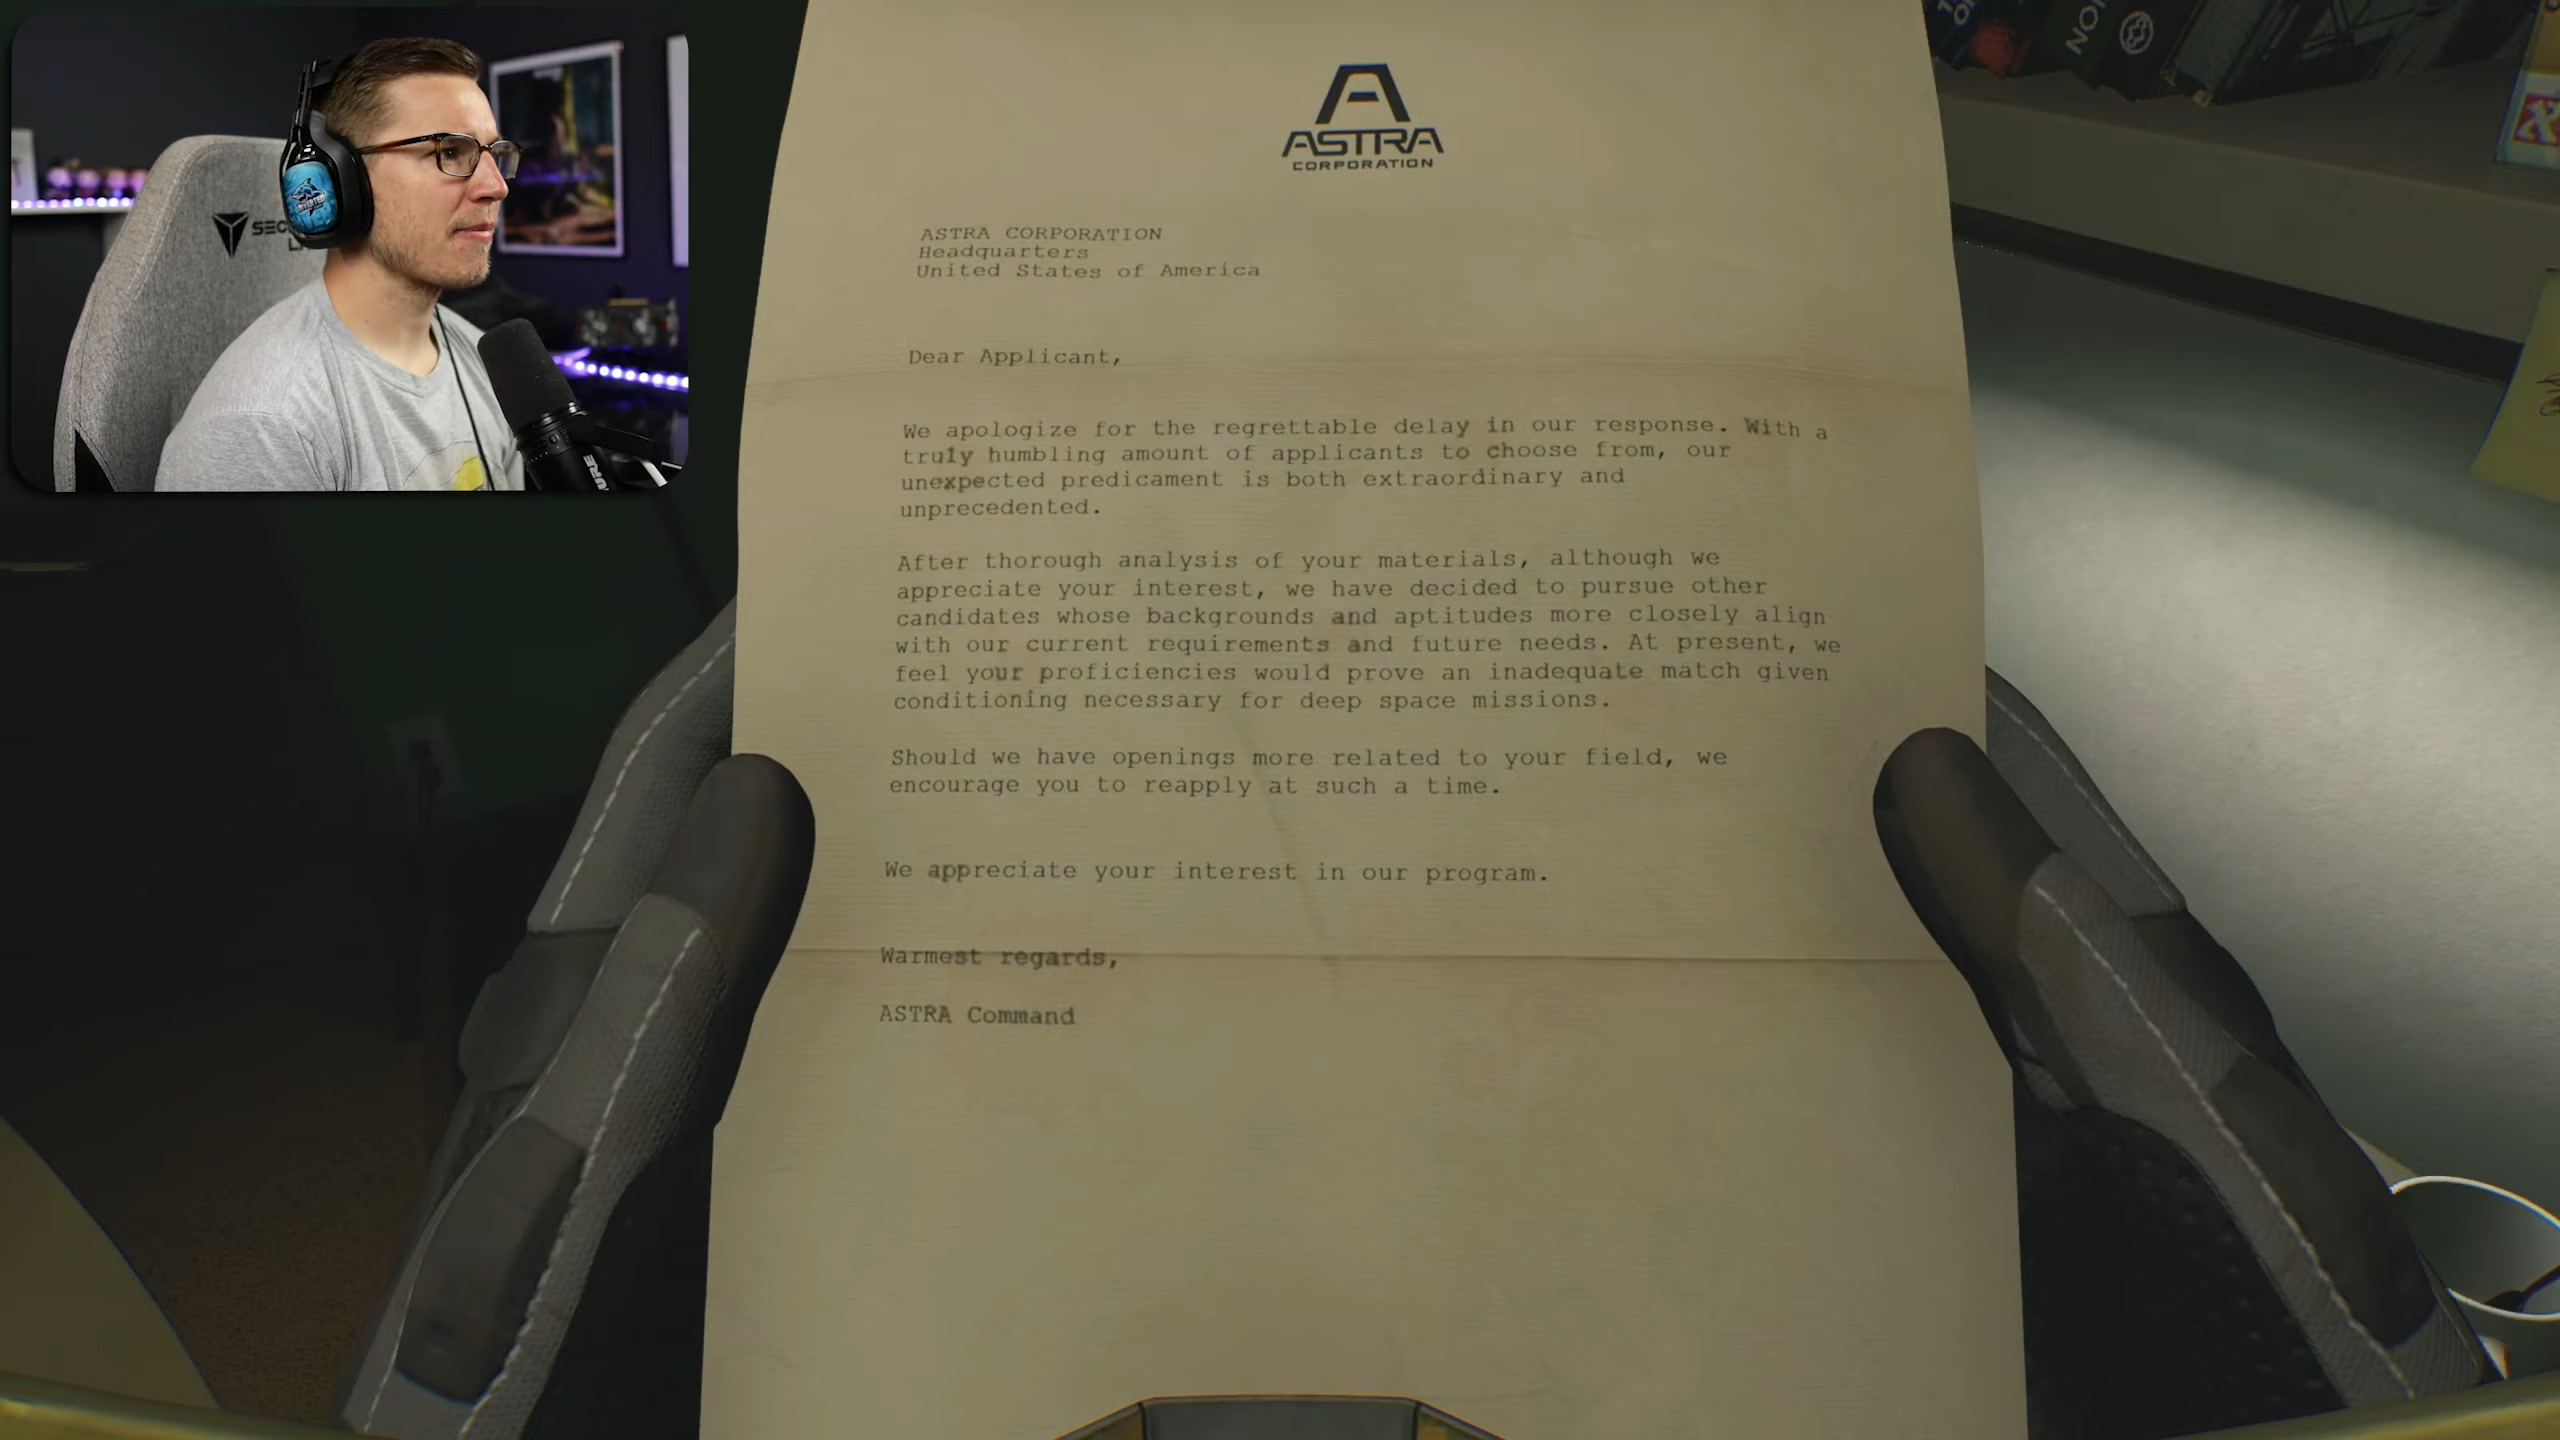 A
ASTRA
CORPORATION
ASTRA CORPORATION
Headquarters
United States of America
Dear Applicant,
We apologize for the regrettable delay in our response. With a
truly humbling amount of applicants to choose from, our
unexpected predicament is both extraordinary and
unprecedented.
After thorough analysis of your materials, although we
appreciate your interest, we have decided to pursue other
candidates whose backgrounds and aptitudes more closely align
with our current requirements and future needs. At present, we
feel your proficiencies would prove an inadequate match given
conditioning necessary for deep space missions.
Should we have openings more related to your field, we
encourage you to reapply at such a time.
We appreciate your interest in our program.
Warmest regards,
ASTRA Command